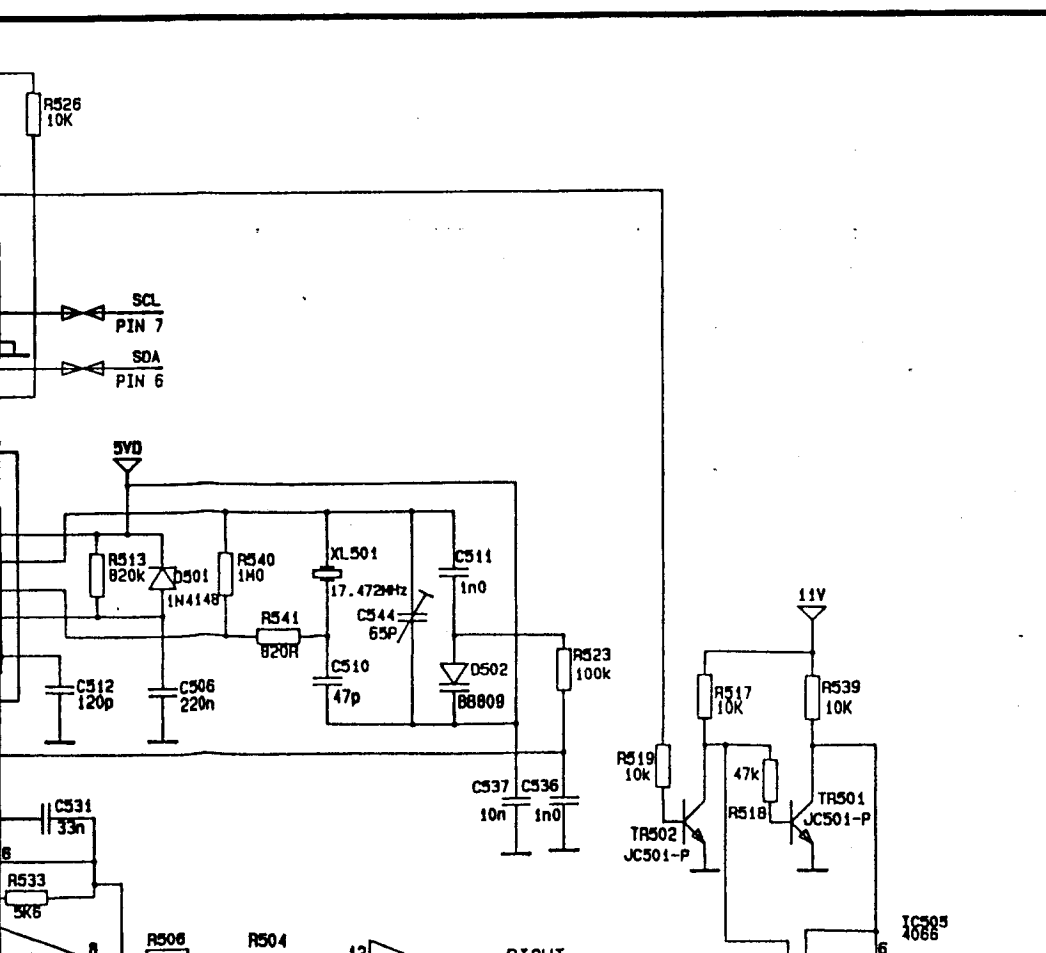 R526
10K
SCL
PIN 7
SDA
PIN 6
5VD
R513
820k
D501
1N4148
R540
1M0
XL501
17.472MHz
C511
1n0
C544
65P
R541
820R
C510
47p
D502
BB809
R523
100k
C512
120p
C506
220n
11V
R517
10K
R539
10K
R519
10k
47k
R518
TR501
JC501-P
TR502
JC501-P
C537
10n
C536
1n0
C531
33n
6
R533
5K6
R506
R504
IC505
4066
6